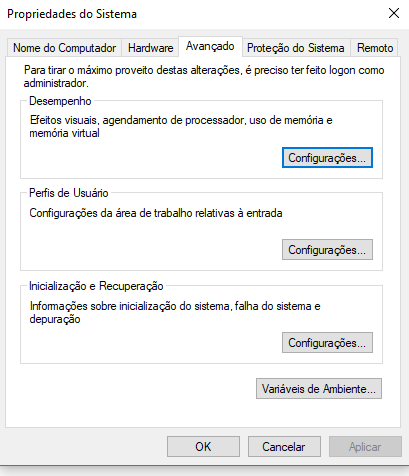 Propriedades do Sistema
Nome do Computador Hardware Avançado Proteção do Sistema Remoto
Para tirar o máximo proveito destas alterações, é preciso ter feito logon como
administrador.
Desempenho
Efeitos visuais, agendamento de processador, uso de memória e
memória virtual
Configurações...
Perfis de Usuário
Configurações da área de trabalho relativas à entrada
Configurações...
Inicialização e Recuperação
Informações sobre inicialização do sistema, falha do sistema e
depuração
Configurações...
Variáveis de Ambiente...
OK Cancelar Aplicar